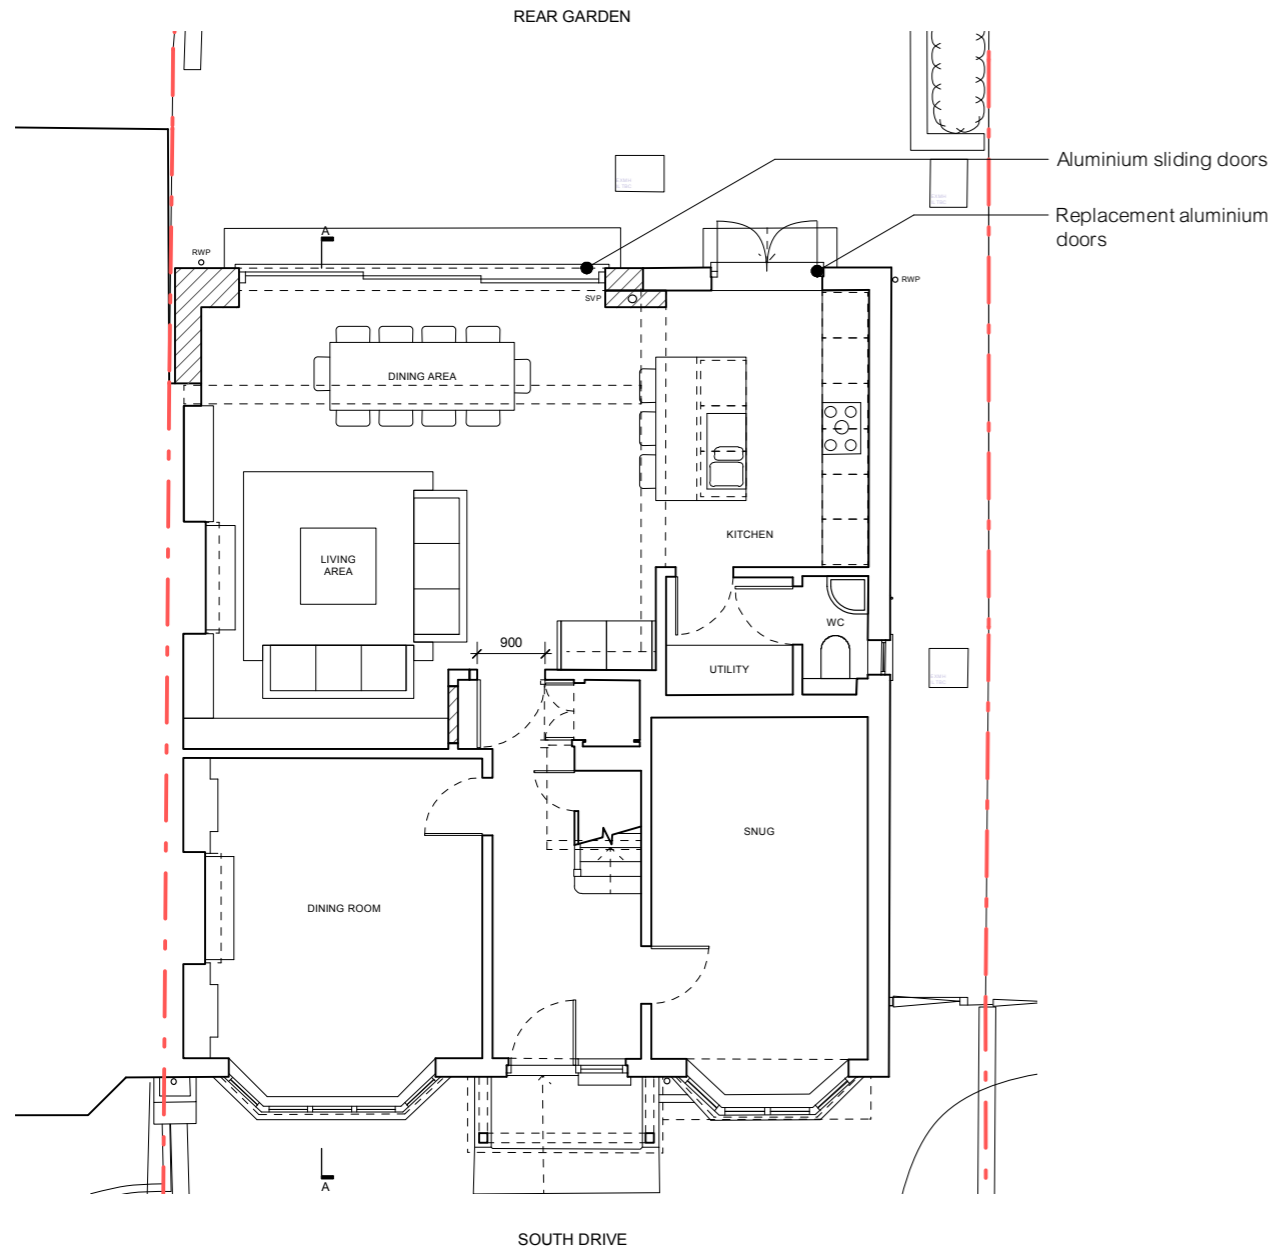 REAR GARDEN
Aluminium sliding doors
Replacement aluminium
doors
A
RWP
RWP
SVP
DINING AREA
KITCHEN
LIVING
AREA
WC
900
UTILITY
SNUG
DINING ROOM
A
SOUTH DRIVE